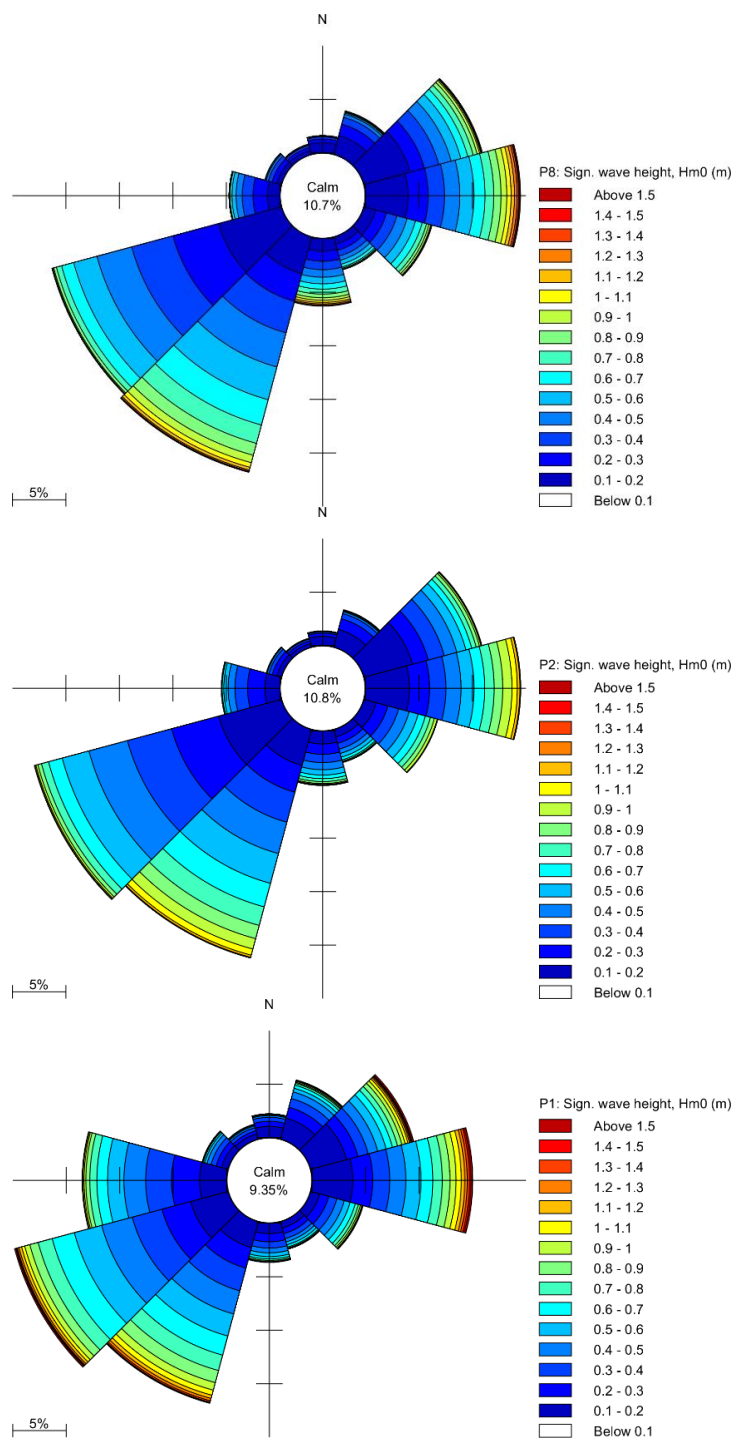 N
Calm
10.7%
5%
P8: Sign. wave height, Hm0 (m)
Above 1.5
1.4 - 1.5
1.3 - 1.4
1.2 - 1.3
1.1 - 1.2
1 - 1.1
0.9 - 1
0.8 - 0.9
0.7 - 0.8
0.6 - 0.7
0.5 - 0.6
0.4 - 0.5
0.3 - 0.4
0.2 - 0.3
0.1 - 0.2
Below 0.1
N
Calm
10.8%
5%
P2: Sign. wave height, Hm0 (m)
Above 1.5
1.4 - 1.5
1.3 - 1.4
1.2 - 1.3
1.1 - 1.2
1 - 1.1
0.9 - 1
0.8 - 0.9
0.7 - 0.8
0.6 - 0.7
0.5 - 0.6
0.4 - 0.5
0.3 - 0.4
0.2 - 0.3
0.1 - 0.2
Below 0.1
N
Calm
9.35%
5%
P1: Sign. wave height, Hm0 (m)
Above 1.5
1.4 - 1.5
1.3 - 1.4
1.2 - 1.3
1.1 - 1.2
1 - 1.1
0.9 - 1
0.8 - 0.9
0.7 - 0.8
0.6 - 0.7
0.5 - 0.6
0.4 - 0.5
0.3 - 0.4
0.2 - 0.3
0.1 - 0.2
Below 0.1